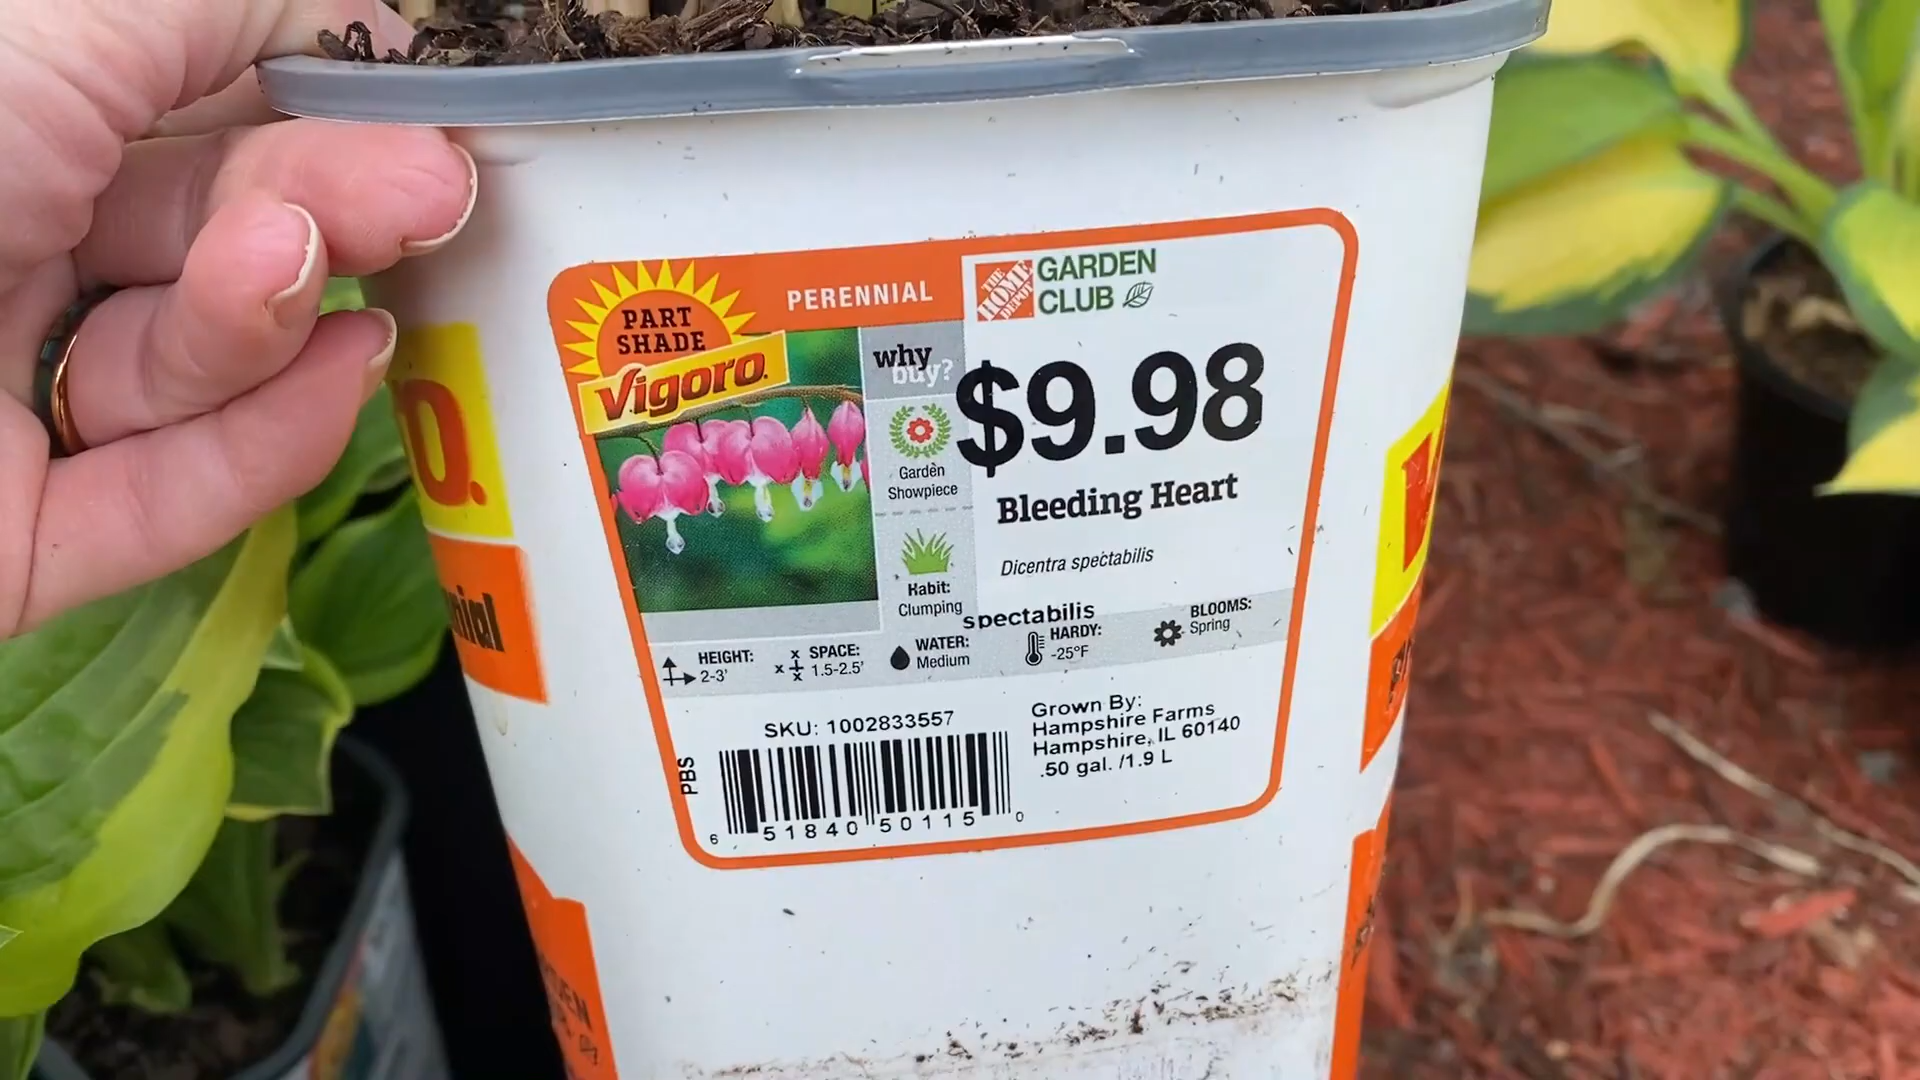 PERENNIAL
THE HOME DEPOT
GARDEN
CLUB
PART
SHADE
Vigoro.
why
buy?
$9.98
Garden
Showpiece
Bleeding Heart
Dicentra spectabilis
Habit:
Clumping
spectabilis
HEIGHT:
2-3'
SPACE:
1.5-2.5'
WATER:
Medium
HARDY:
-25°F
BLOOMS:
Spring
SKU: 1002833557
PBS
6 51840 50115 0
Grown By:
Hampshire Farms
Hampshire, IL 60140
.50 gal. /1.9 L